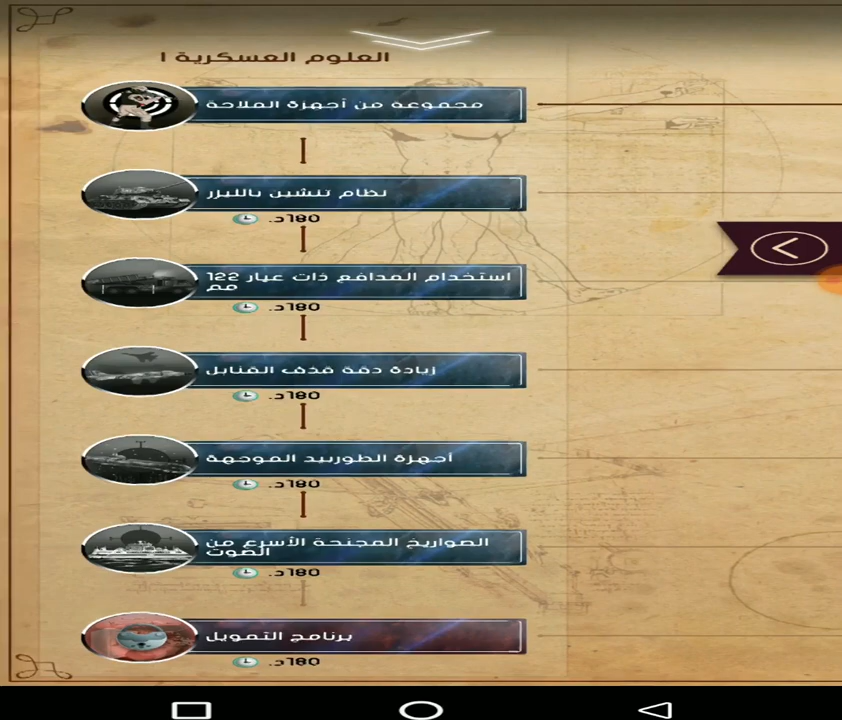 العلوم العسكرية I
مجموعة من أجهزة الملاحة
نظام تنشين بالليزر
180د.
استخدام المدافع ذات عيار 122
مم
180د.
زيادة دقة قذف القنابل
180د.
أجهزة الطوربيد الموجهة
180د.
الصواريخ المجنحة الأسرع من
الصوت
180د.
برنامج التمويل
180د.